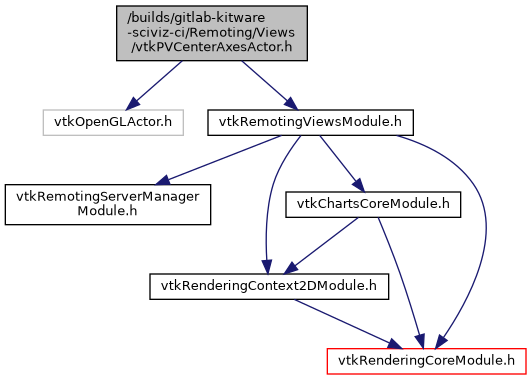 /builds/gitlab-kitware
-sciviz-ci/Remoting/Views
/vtkPVCenterAxesActor.h
vtkOpenGLActor.h
vtkRemotingViewsModule.h
vtkRemotingServerManager
Module.h
vtkChartsCoreModule.h
vtkRenderingContext2DModule.h
vtkRenderingCoreModule.h